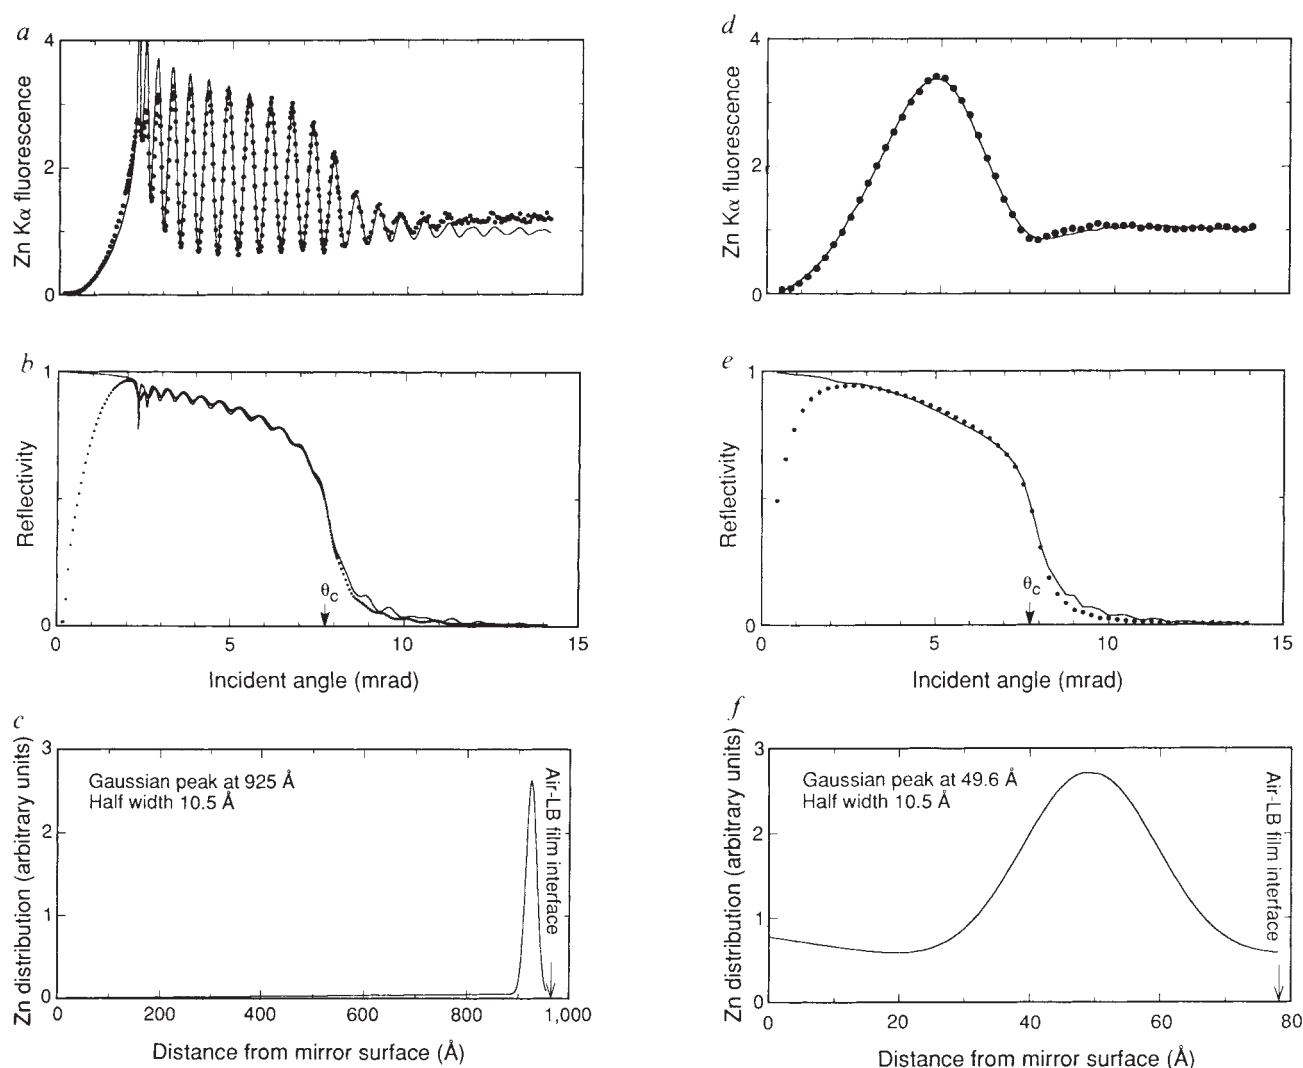 a
Zn Kα fluorescence
4
2
0
b
Reflectivity
1
0
θc
0
5
10
15
Incident angle (mrad)
c
Zn distribution (arbitrary units)
3
2
1
0
Gaussian peak at 925 Å
Half width 10.5 Å
Air-LB film interface
0
200
400
600
800
1,000
Distance from mirror surface (Å)
d
Zn Kα fluorescence
4
2
0
e
Reflectivity
1
0
θc
0
5
10
15
Incident angle (mrad)
f
Zn distribution (arbitrary units)
3
2
1
0
Gaussian peak at 49.6 Å
Half width 10.5 Å
Air-LB film interface
0
20
40
60
80
Distance from mirror surface (Å)